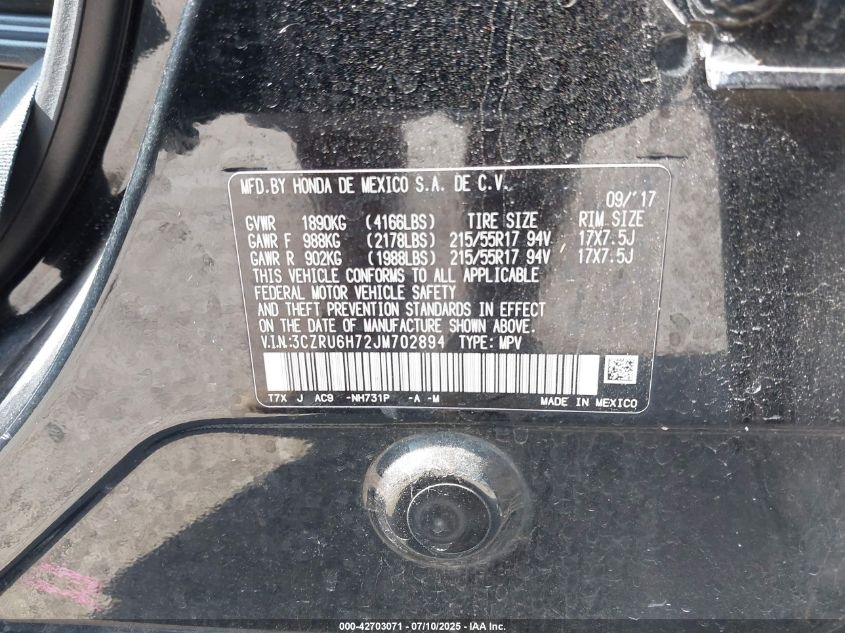 MFD.BY HONDA DE MEXICO S.A. DE C.V.
09/'17
GVWR 1890KG (4166LBS) TIRE SIZE RIM SIZE
GAWR F 988KG (2178LBS) 215/55R17 94V 17X7.5J
GAWR R 902KG (1988LBS) 215/55R17 94V 17X7.5J
THIS VEHICLE CONFORMS TO ALL APPLICABLE
FEDERAL MOTOR VEHICLE SAFETY
AND THEFT PREVENTION STANDARDS IN EFFECT
ON THE DATE OF MANUFACTURE SHOWN ABOVE.
V.I.N:3CZRU6H72JM702894 TYPE: MPV
T7X J AC9 -NH731P -A -M MADE IN MEXICO
000-42703071 - 07/10/2025 - IAA Inc.